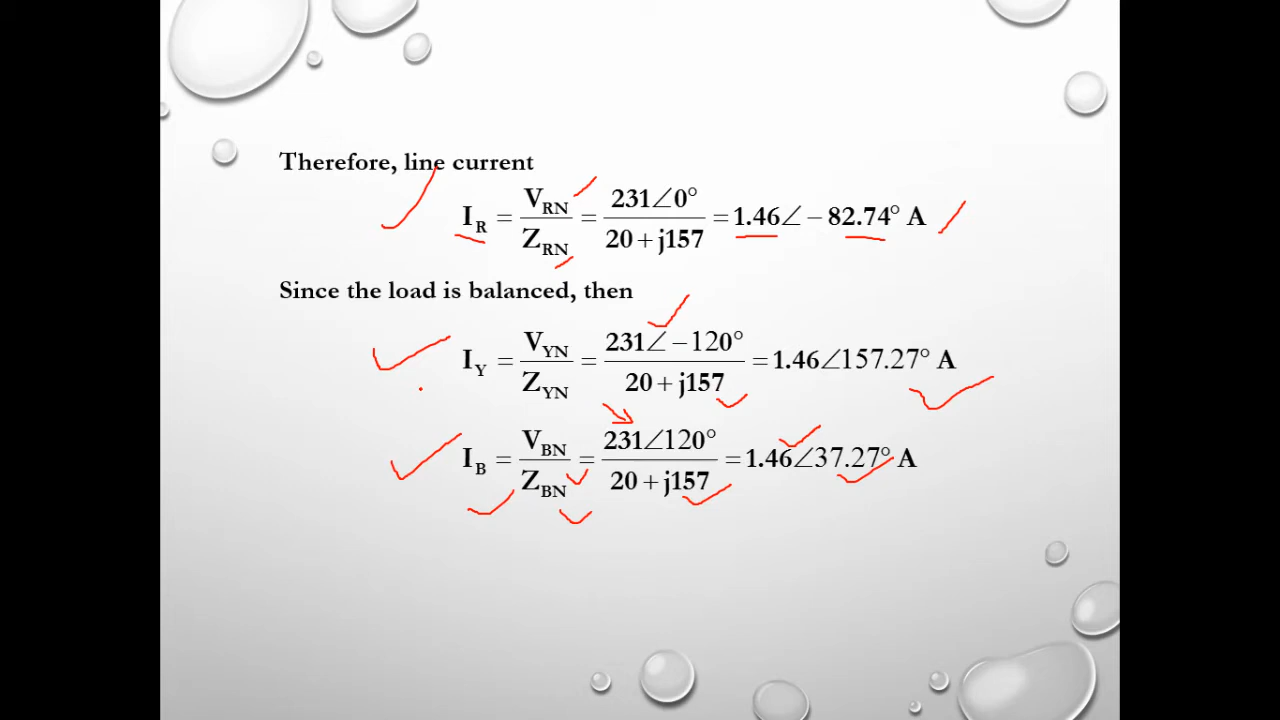 Therefore, line current
I_R = V_RN / Z_RN = 231∠0° / 20 + j157 = 1.46∠ − 82.74° A
Since the load is balanced, then
I_Y = V_YN / Z_YN = 231∠ − 120° / 20 + j157 = 1.46∠157.27° A
I_B = V_BN / Z_BN = 231∠120° / 20 + j157 = 1.46∠37.27° A